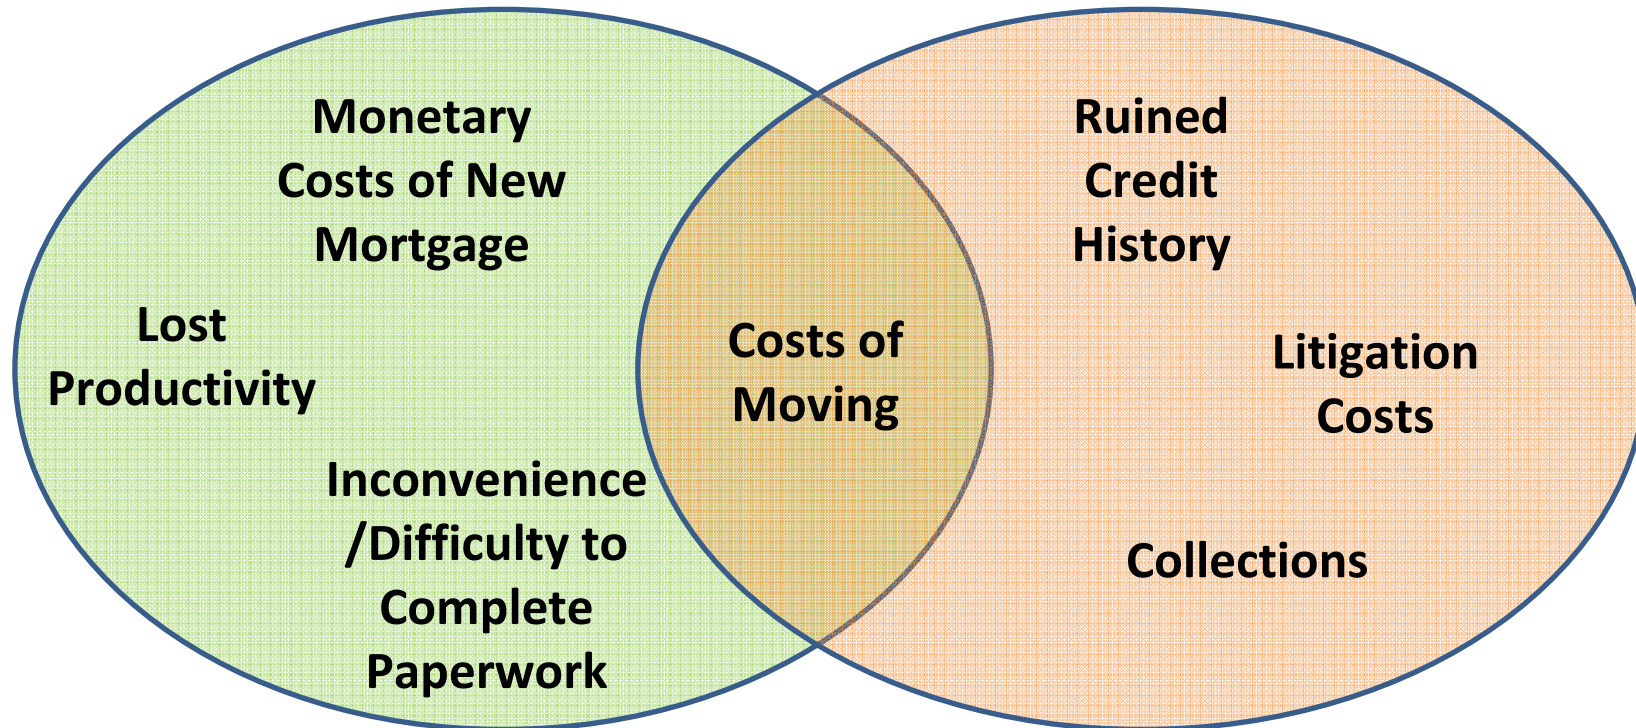 Monetary
Costs of New
Mortgage
Lost
Productivity
Inconvenience
/Difficulty to
Complete
Paperwork
Costs of
Moving
Ruined
Credit
History
Litigation
Costs
Collections